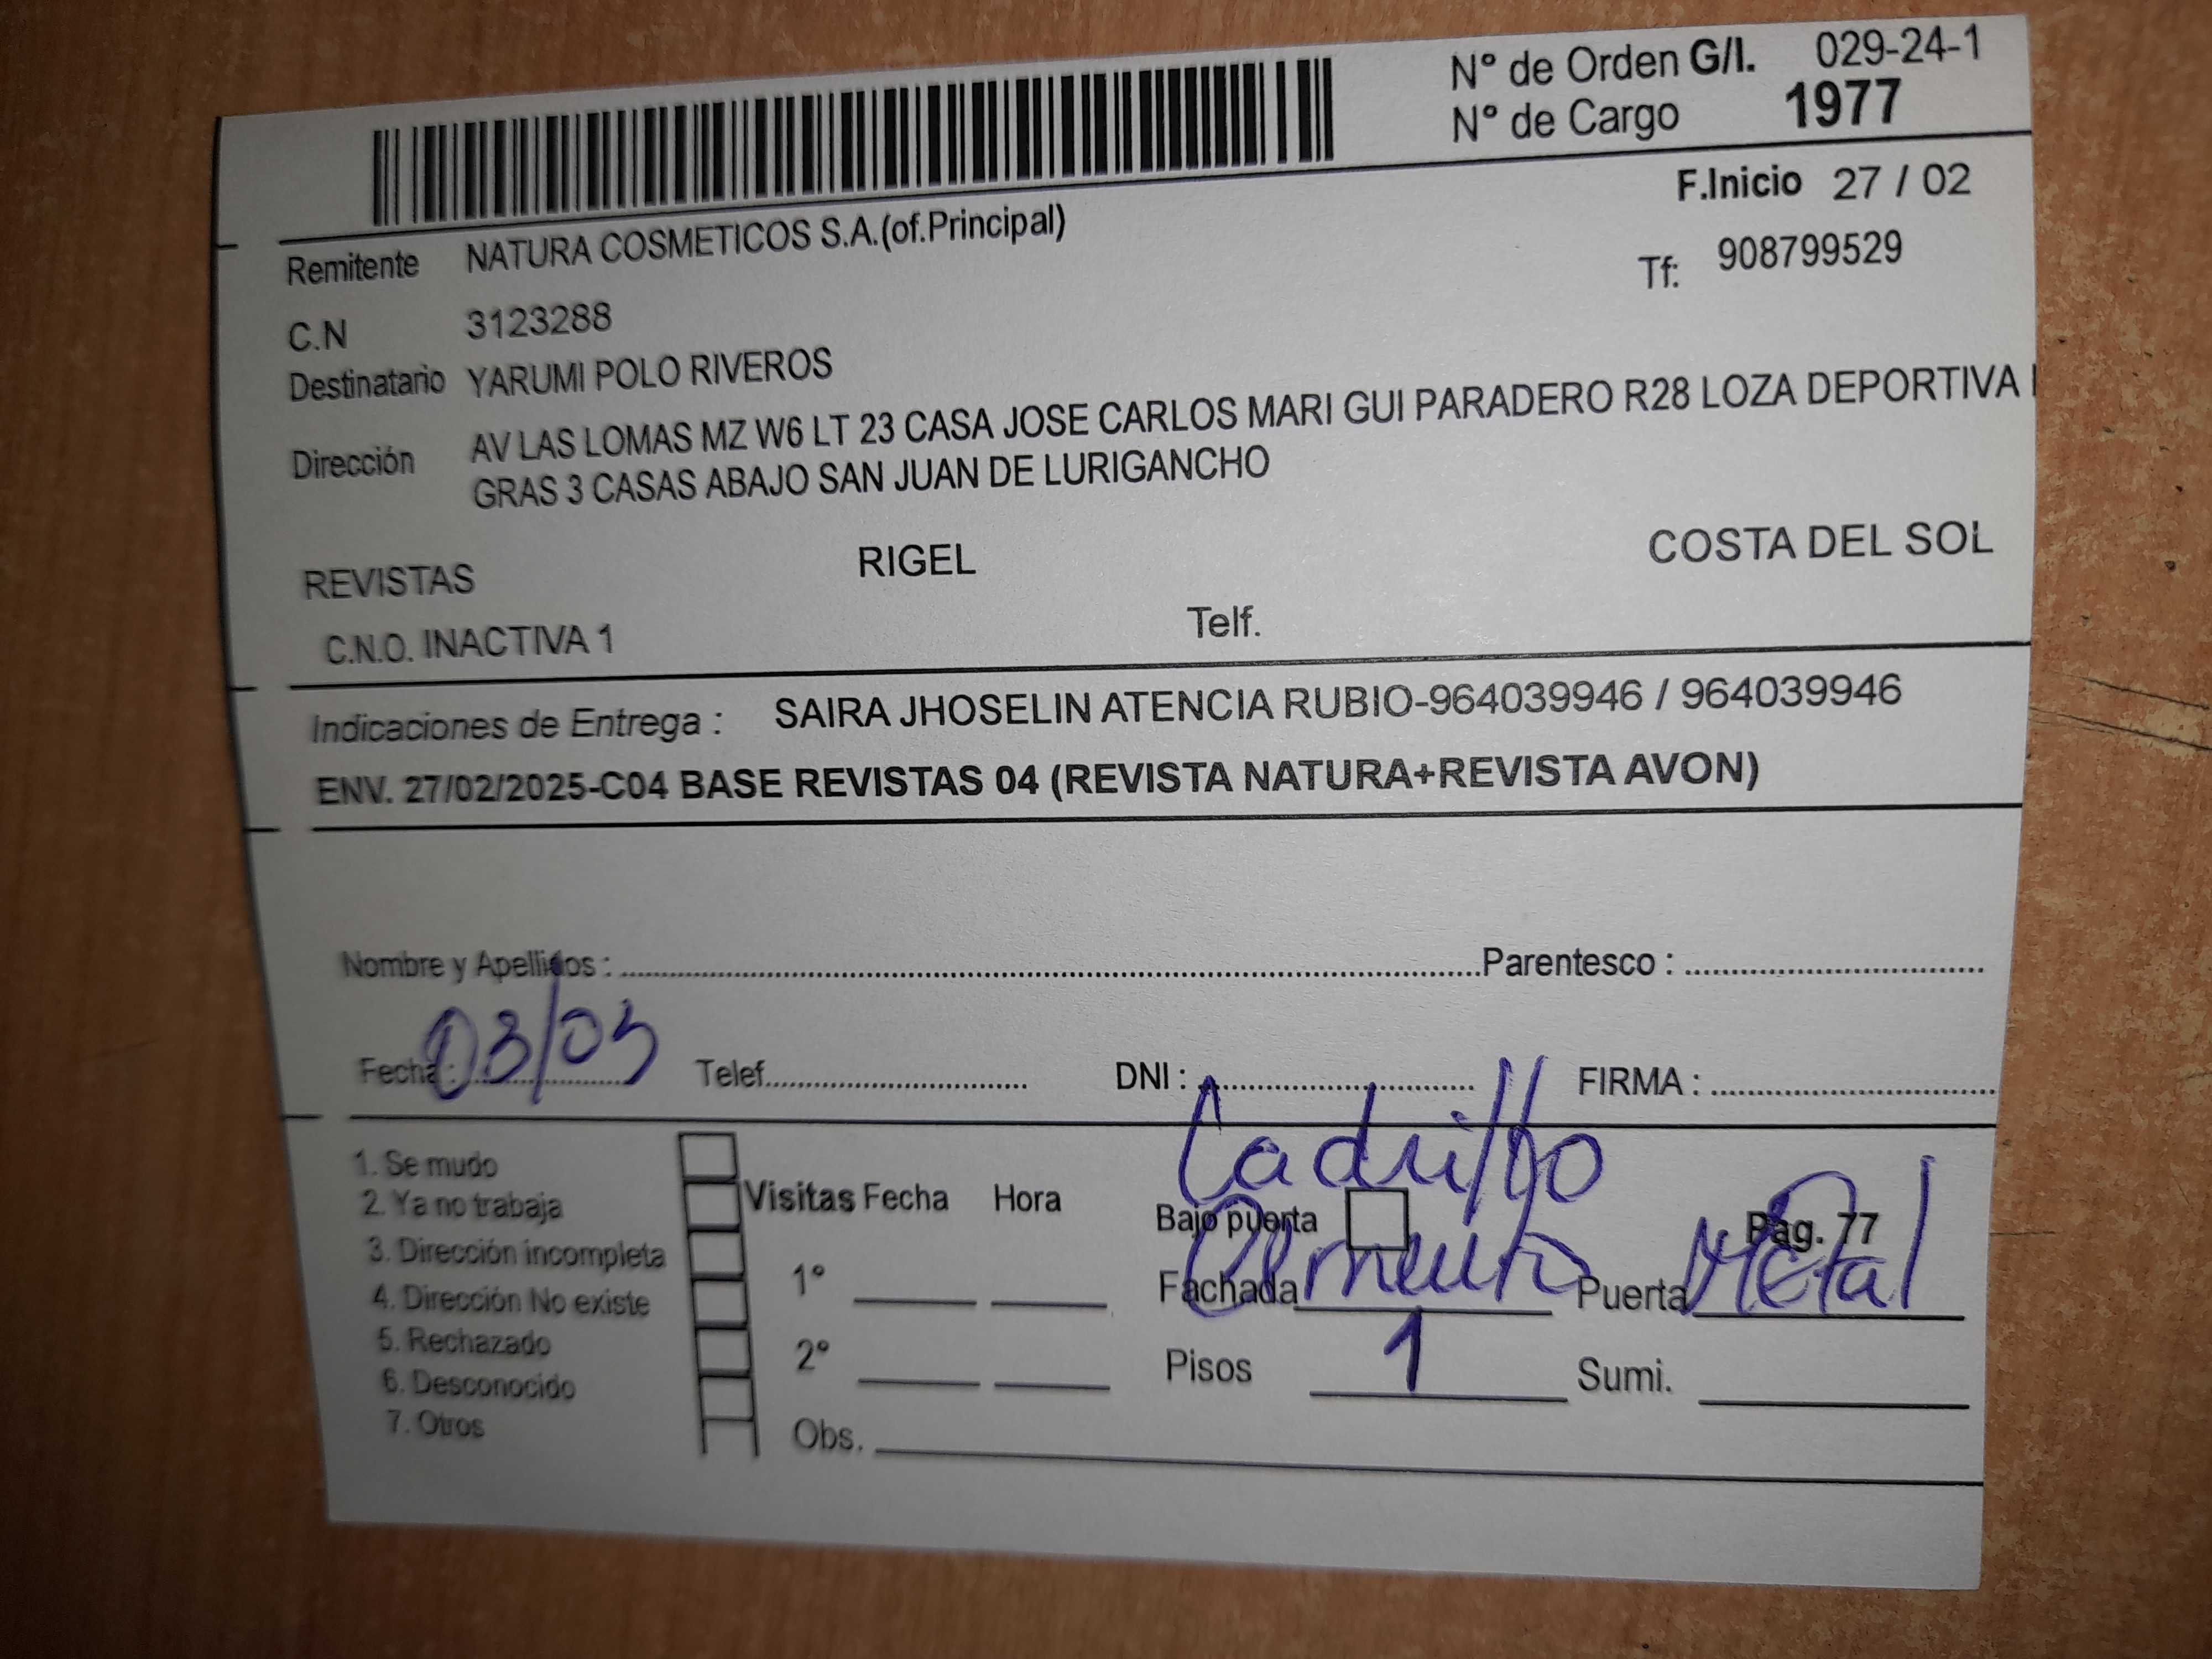 N° de Orden G/I. 029-24-1
N° de Cargo 1977
F.Inicio 27 / 02
Remitente NATURA COSMETICOS S.A.(of.Principal)
Tf: 908799529
C.N 3123288
Destinatario YARUMI POLO RIVEROS
Dirección AV LAS LOMAS MZ W6 LT 23 CASA JOSE CARLOS MARI GUI PARADERO R28 LOZA DEPORTIVA
GRAS 3 CASAS ABAJO SAN JUAN DE LURIGANCHO
REVISTAS RIGEL COSTA DEL SOL
C.N.O. INACTIVA 1 Telf.
Indicaciones de Entrega : SAIRA JHOSELIN ATENCIA RUBIO-964039946 / 964039946
ENV. 27/02/2025-C04 BASE REVISTAS 04 (REVISTA NATURA+REVISTA AVON)
Nombre y Apellidos : Parentesco :
Fecha : 03/03 Telef. DNI : FIRMA :
Ladrillo
1. Se mudo
2. Ya no trabaja
3. Dirección incompleta
4. Dirección No existe
5. Rechazado
6. Desconocido
7. Otros
Visitas Fecha Hora
1°
2°
Obs.
Bajo puerta Pág. 77
Fachada Cemento Puerta Metal
Pisos 1 Sumi.